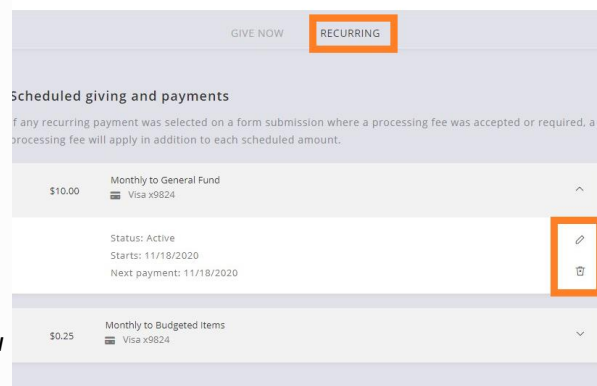 GIVE NOW RECURRING
Scheduled giving and payments
f any recurring payment was selected on a form submission where a processing fee was accepted or required, a
processing fee will apply in addition to each scheduled amount.
Monthly to General Fund
$10.00
Visa x9824
Status: Active
Starts: 11/18/2020
Next payment: 11/18/2020
Monthly to Budgeted Items
$0.25
Visa x9824